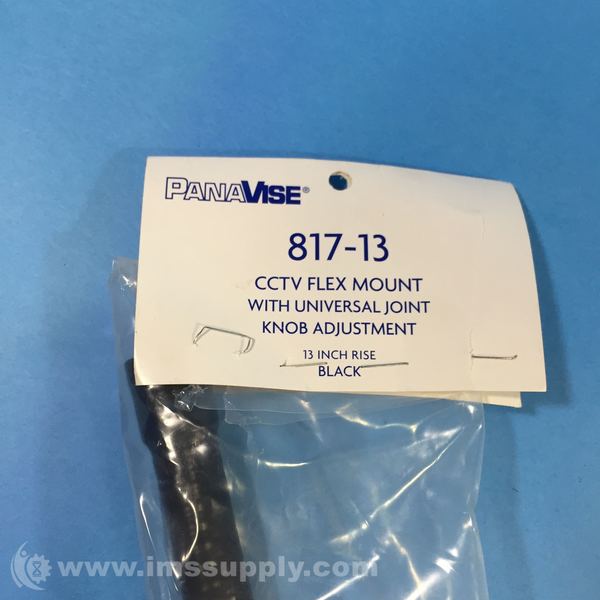 PANAVISE®
817-13
CCTV FLEX MOUNT
WITH UNIVERSAL JOINT
KNOB ADJUSTMENT
13 INCH RISE
BLACK
www.imssupply.com